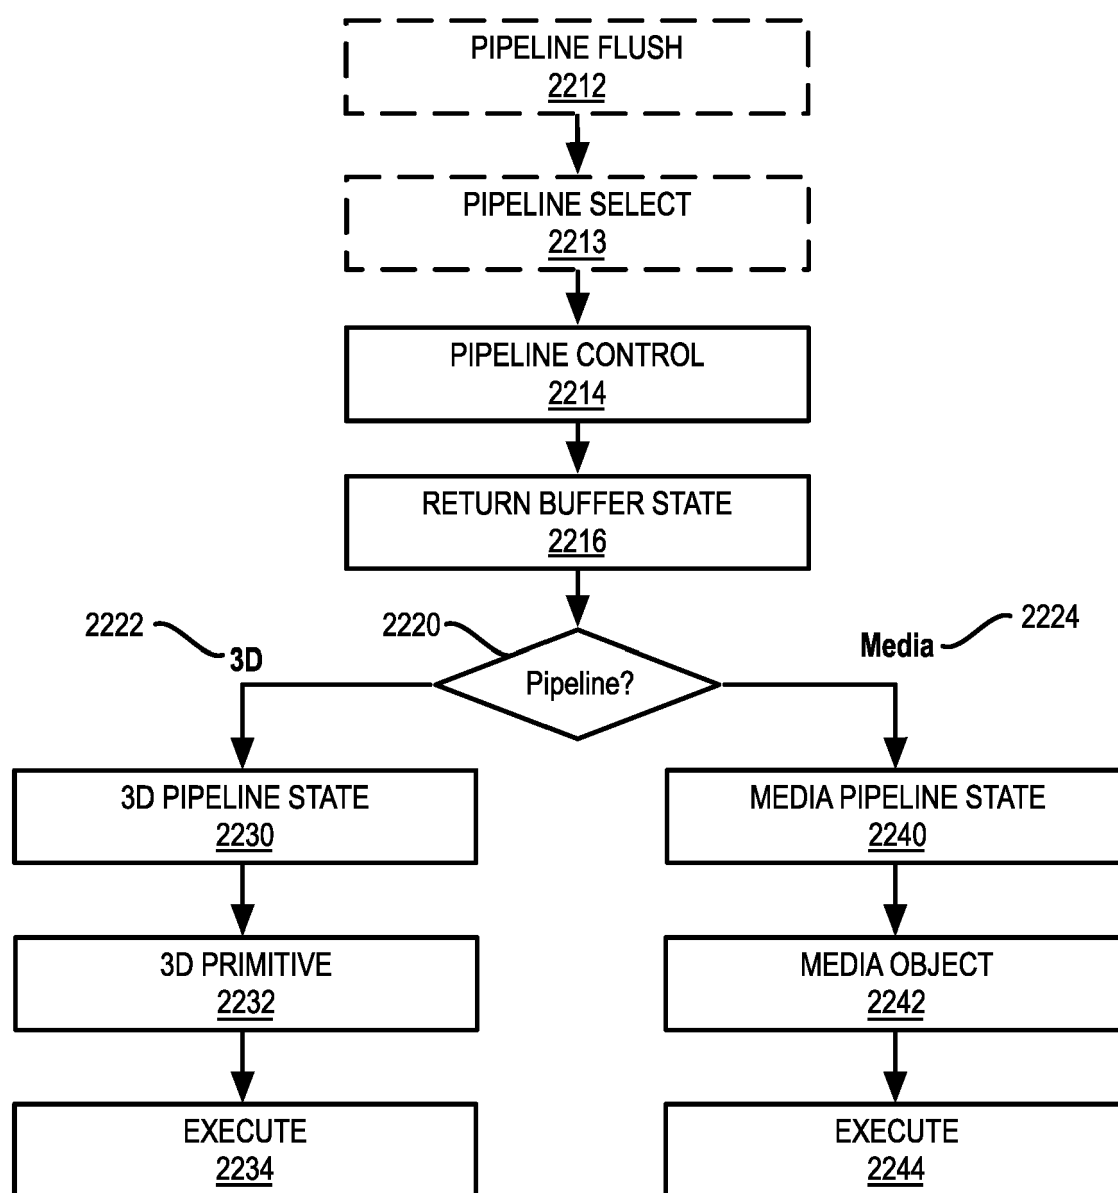 PIPELINE FLUSH
2212
PIPELINE SELECT
2213
PIPELINE CONTROL
2214
RETURN BUFFER STATE
2216
2222
3D
2220
Pipeline?
Media
2224
3D PIPELINE STATE
2230
MEDIA PIPELINE STATE
2240
3D PRIMITIVE
2232
MEDIA OBJECT
2242
EXECUTE
2234
EXECUTE
2244